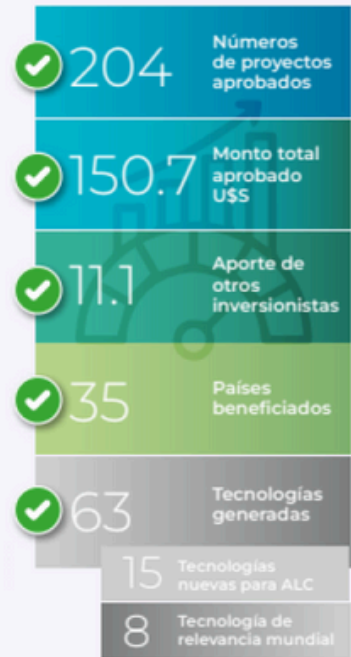 204
Números
de proyectos
aprobados
150.7
Monto total
aprobado
U$S
11.1
Aporte de
otros
inversionistas
35
Países
beneficiados
63
Tecnologías
generadas
15
Tecnologías
nuevas para ALC
8
Tecnología de
relevancia mundial